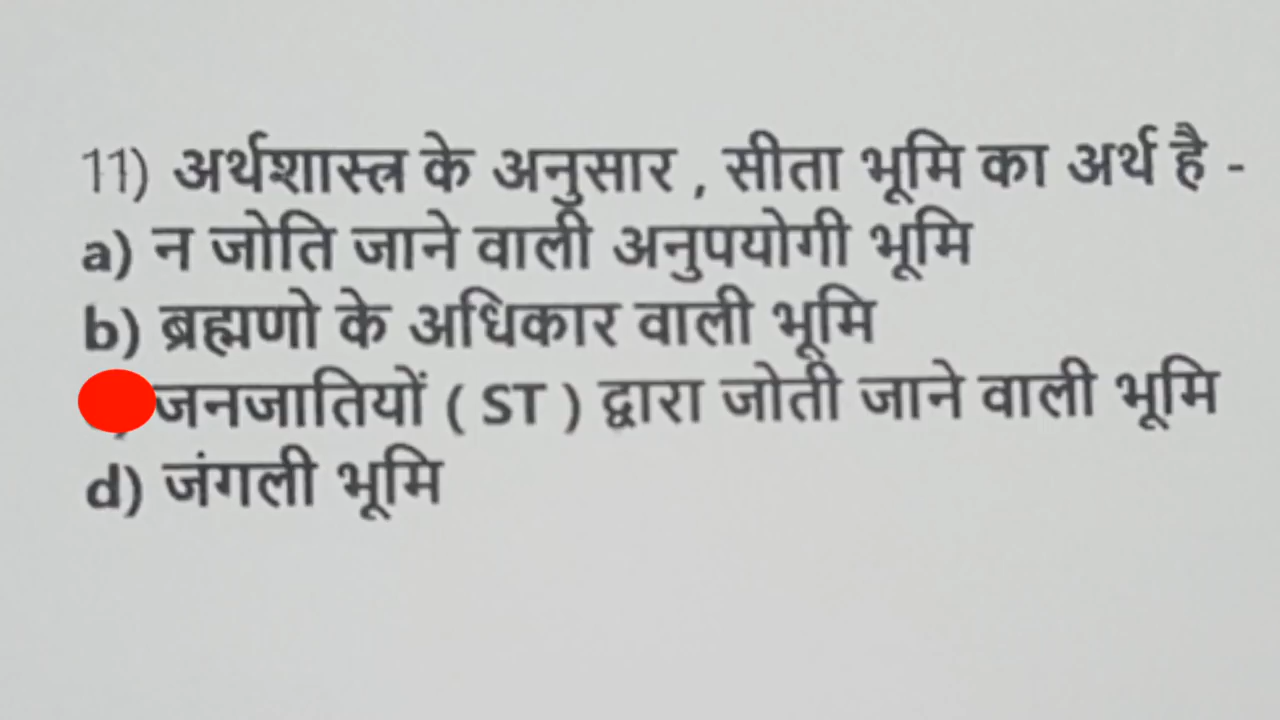 11) अर्थशास्त्र के अनुसार , सीता भूमि का अर्थ है -
a) न जोति जाने वाली अनुपयोगी भूमि
b) ब्रह्मणो के अधिकार वाली भूमि
जनजातियों ( ST ) द्वारा जोती जाने वाली भूमि
d) जंगली भूमि